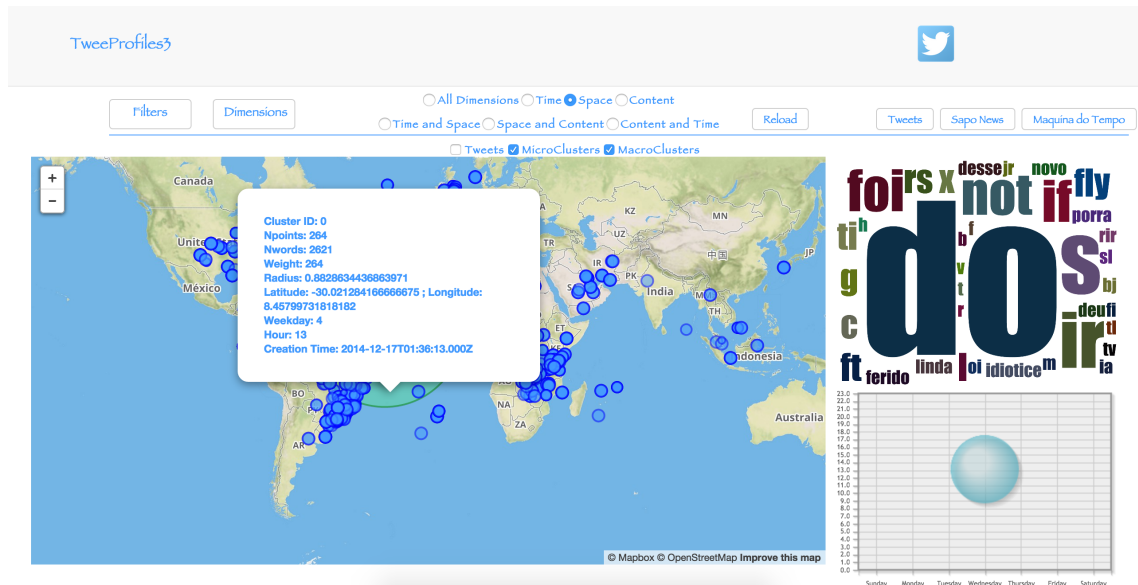 TweeProfiles3
Filters
Dimensions
All Dimensions Time Space Content
Time and Space Space and Content Content and Time
Reload
Tweets
Sapo News
Maquina do Tempo
Tweets MicroClusters MacroClusters
+
−
Canada
México
Cluster ID: 0
Npoints: 264
Nwords: 2621
Weight: 264
Radius: 0.8828634436863971
Latitude: -30.021284166666675 ; Longitude:
8.45799731818182
Weekday: 4
Hour: 13
Creation Time: 2014-12-17T01:36:13.000Z
KZ
MN
UZ
TR
中国
JP
IR
PK
India
TH
ET
BO
AR
NA
ZA
Australia
© Mapbox © OpenStreetMap Improve this map
foi rs x desse jr novo
not if fly
porra
ti h
dos
b f
rir
sl
g
v
t
bj
c
r
deu fi
ir
ti
tv
ft ferido linda l oi idiotice m
ia
23.0
22.0
21.0
20.0
19.0
18.0
17.0
16.0
15.0
14.0
13.0
12.0
11.0
10.0
9.0
8.0
7.0
6.0
5.0
4.0
3.0
2.0
1.0
0.0
Sunday Monday Tuesday Wednesday Thursday Friday Saturday